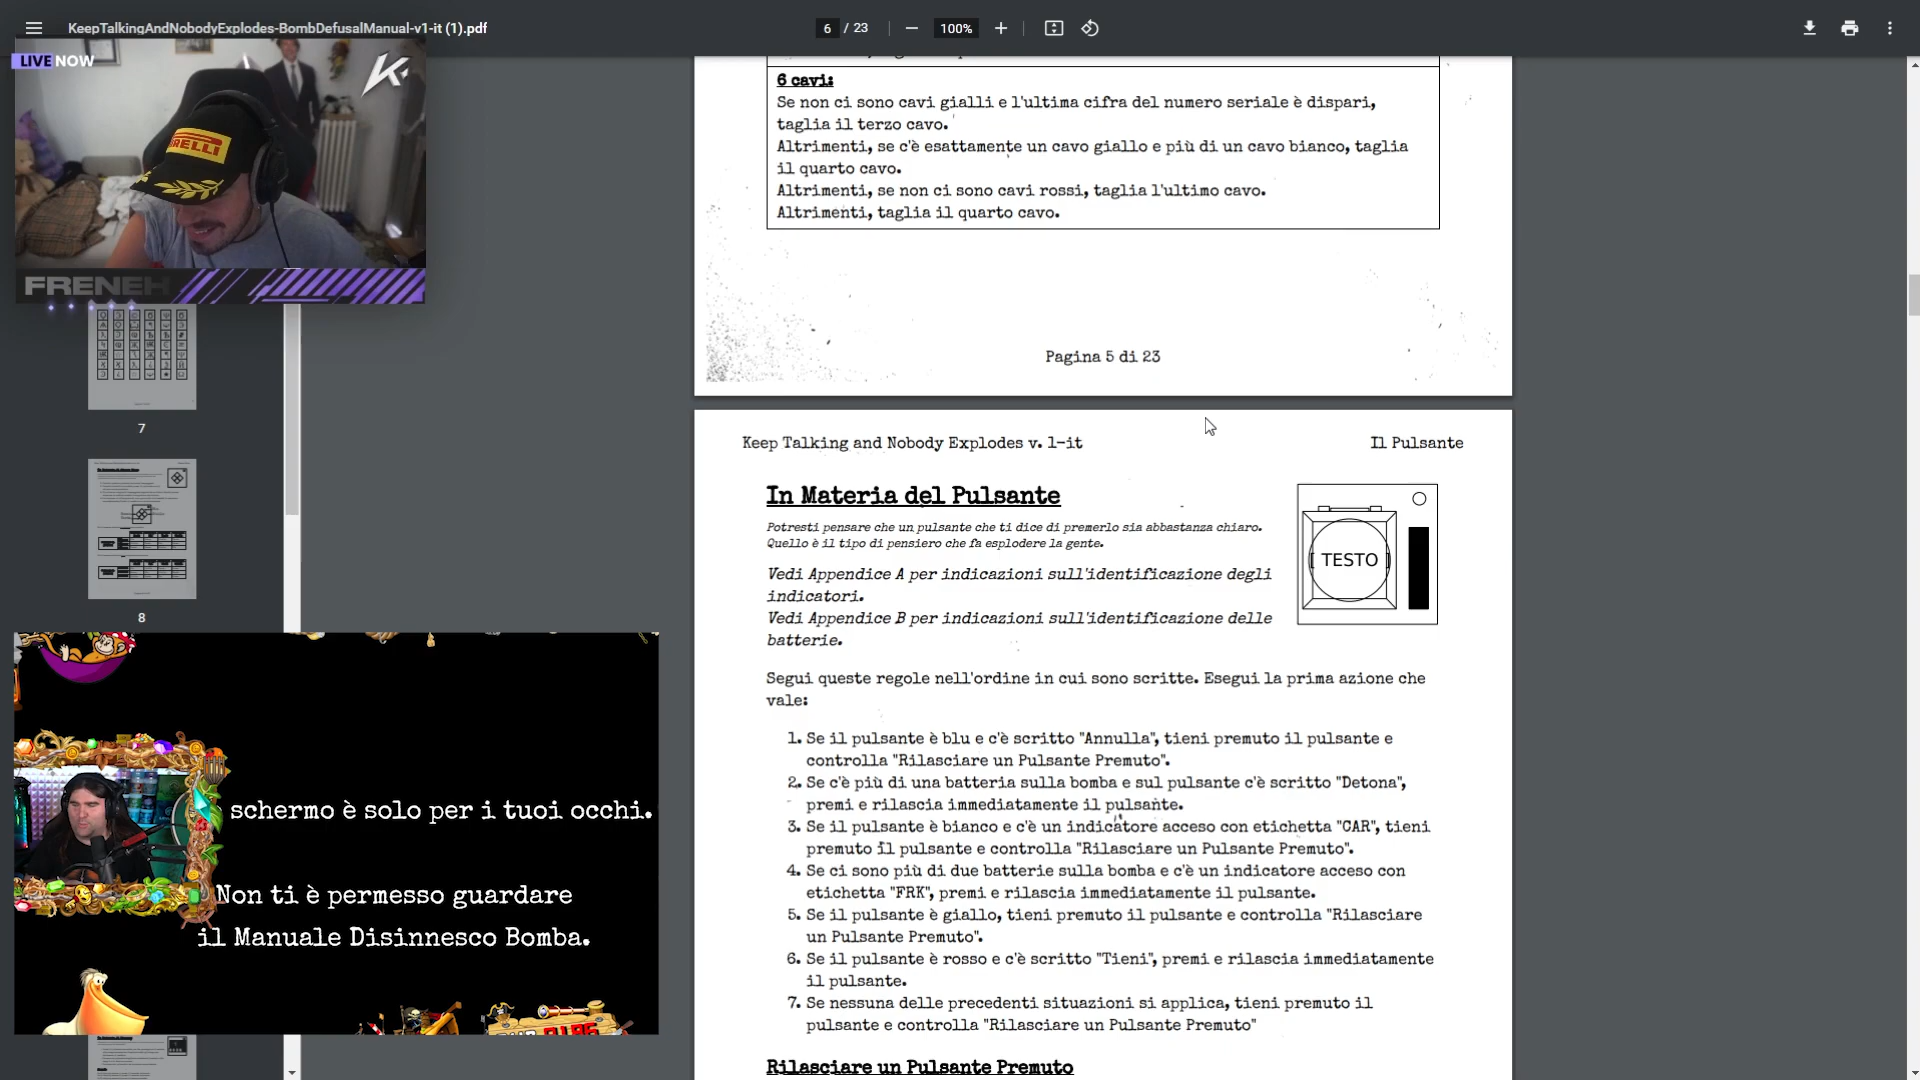 KeepTalkingAndNobodyExplodes-BombDefusalManual-v1-it (1).pdf
6 / 23
100%
LIVE NOW
PIRELLI
FRENEH
7
8
schermo è solo per i tuoi occhi.
Non ti è permesso guardare
il Manuale Disinnesco Bomba.
6 cavi:
Se non ci sono cavi gialli e l'ultima cifra del numero seriale è dispari,
taglia il terzo cavo.
Altrimenti, se c'è esattamente un cavo giallo e più di un cavo bianco, taglia
il quarto cavo.
Altrimenti, se non ci sono cavi rossi, taglia l'ultimo cavo.
Altrimenti, taglia il quarto cavo.
Pagina 5 di 23
Keep Talking and Nobody Explodes v. 1-it
Il Pulsante
In Materia del Pulsante
Potresti pensare che un pulsante che ti dice di premerlo sia abbastanza chiaro.
Quello è il tipo di pensiero che fa esplodere la gente.
TESTO
Vedi Appendice A per indicazioni sull'identificazione degli
indicatori.
Vedi Appendice B per indicazioni sull'identificazione delle
batterie.
Segui queste regole nell'ordine in cui sono scritte. Esegui la prima azione che
vale:
1. Se il pulsante è blu e c'è scritto "Annulla", tieni premuto il pulsante e
controlla "Rilasciare un Pulsante Premuto".
2. Se c'è più di una batteria sulla bomba e sul pulsante c'è scritto "Detona",
premi e rilascia immediatamente il pulsante.
3. Se il pulsante è bianco e c'è un indicatore acceso con etichetta "CAR", tieni
premuto il pulsante e controlla "Rilasciare un Pulsante Premuto".
4. Se ci sono più di due batterie sulla bomba e c'è un indicatore acceso con
etichetta "FRK", premi e rilascia immediatamente il pulsante.
5. Se il pulsante è giallo, tieni premuto il pulsante e controlla "Rilasciare
un Pulsante Premuto".
6. Se il pulsante è rosso e c'è scritto "Tieni", premi e rilascia immediatamente
il pulsante.
7. Se nessuna delle precedenti situazioni si applica, tieni premuto il
pulsante e controlla "Rilasciare un Pulsante Premuto"
Rilasciare un Pulsante Premuto